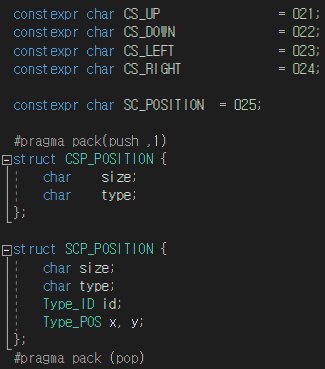 constexpr char CS_UP = 021;
constexpr char CS_DOWN = 022;
constexpr char CS_LEFT = 023;
constexpr char CS_RIGHT = 024;
constexpr char SC_POSITION = 025;
#pragma pack(push ,1)
struct CSP_POSITION {
char size;
char type;
};
struct SCP_POSITION {
char size;
char type;
Type_ID id;
Type_POS x, y;
};
#pragma pack (pop)